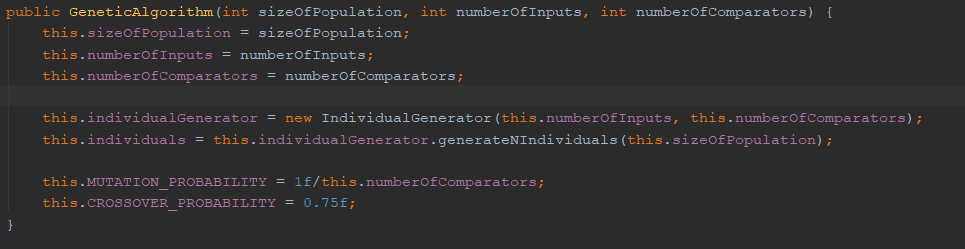 public GeneticAlgorithm(int sizeOfPopulation, int numberOfInputs, int numberOfComparators) {
this.sizeOfPopulation = sizeOfPopulation;
this.numberOfInputs = numberOfInputs;
this.numberOfComparators = numberOfComparators;
this.individualGenerator = new IndividualGenerator(this.numberOfInputs, this.numberOfComparators);
this.individuals = this.individualGenerator.generateNIndividuals(this.sizeOfPopulation);
this.MUTATION_PROBABILITY = 1f/this.numberOfComparators;
this.CROSSOVER_PROBABILITY = 0.75f;
}